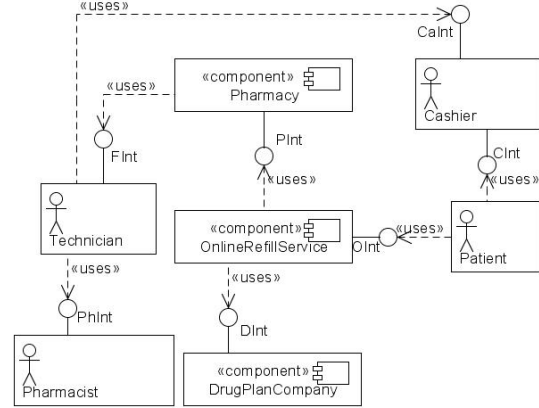 «uses»
CaInt
«component»
Pharmacy
«uses»
Cashier
FInt
PInt
«uses»
CInt
«uses»
Technician
«component»
OnlineRefillService
OInt
«uses»
Patient
«uses»
«uses»
PhInt
DInt
Pharmacist
«component»
DrugPlanCompany